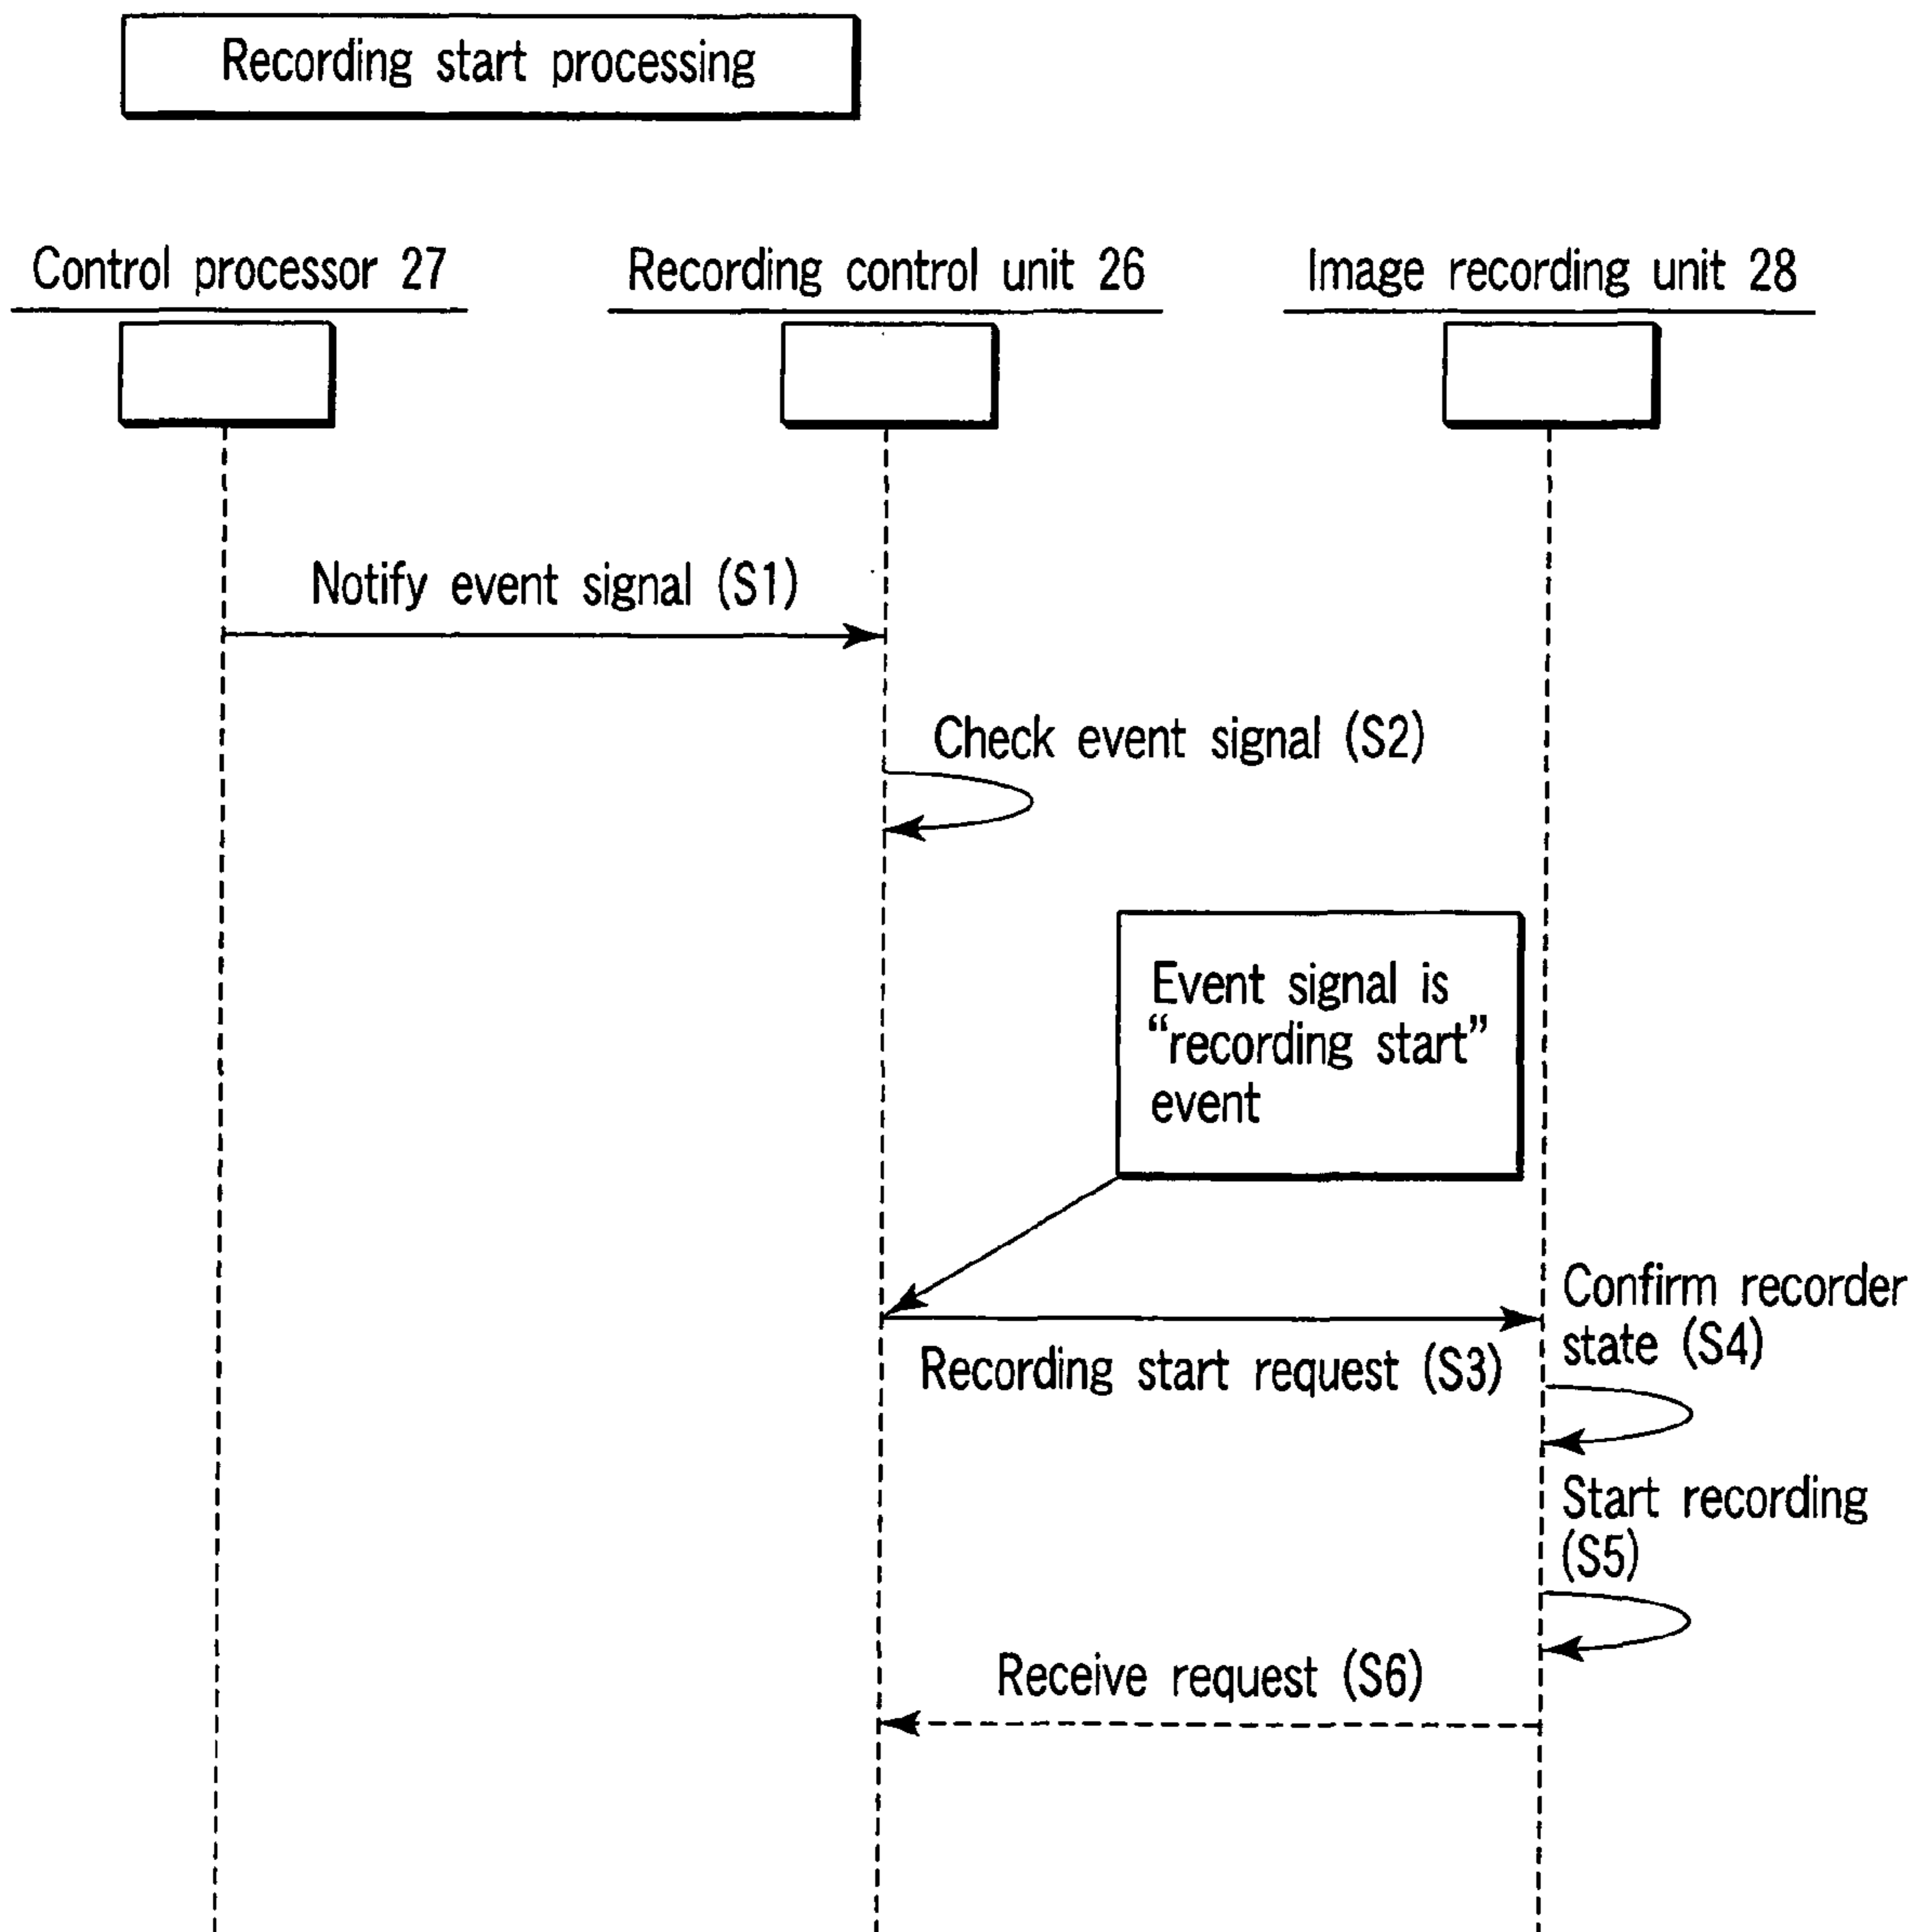 Recording start processing
Control processor 27
Recording control unit 26
Image recording unit 28
Notify event signal (S1)
Check event signal (S2)
Event signal is
“recording start”
event
Confirm recorder
state (S4)
Recording start request (S3)
Start recording
(S5)
Receive request (S6)